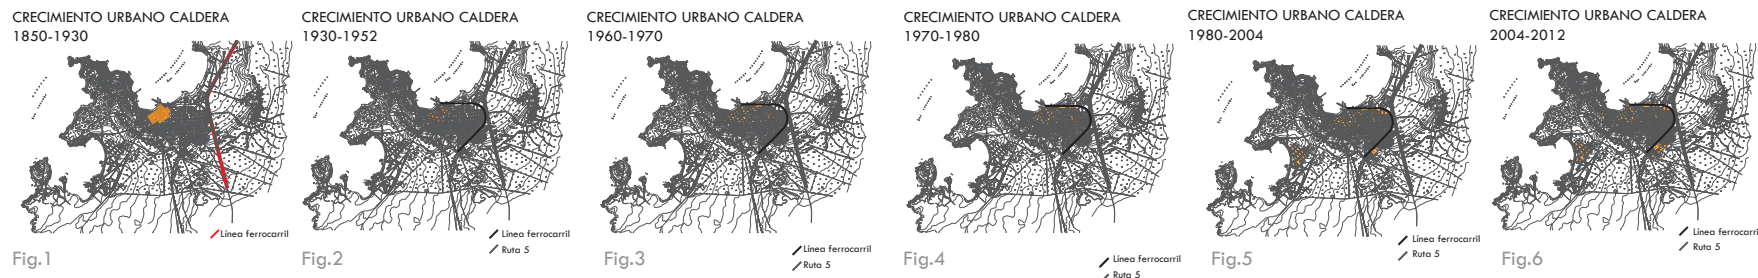 CRECIMIENTO URBANO CALDERA
1850-1930
Línea ferrocarril
Fig.1
CRECIMIENTO URBANO CALDERA
1930-1952
Línea ferrocarril
Ruta 5
Fig.2
CRECIMIENTO URBANO CALDERA
1960-1970
Línea ferrocarril
Ruta 5
Fig.3
CRECIMIENTO URBANO CALDERA
1970-1980
Línea ferrocarril
Ruta 5
Fig.4
CRECIMIENTO URBANO CALDERA
1980-2004
Línea ferrocarril
Ruta 5
Fig.5
CRECIMIENTO URBANO CALDERA
2004-2012
Línea ferrocarril
Ruta 5
Fig.6